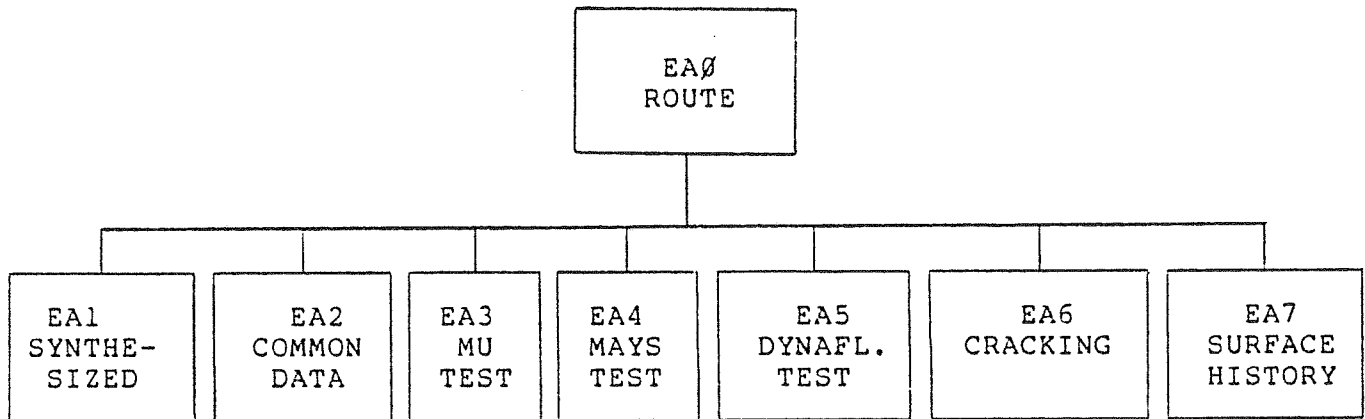 EAØ
ROUTE
EA1
SYNTHE-
SIZED
EA2
COMMON
DATA
EA3
MU
TEST
EA4
MAYS
TEST
EA5
DYNAFL.
TEST
EA6
CRACKING
EA7
SURFACE
HISTORY